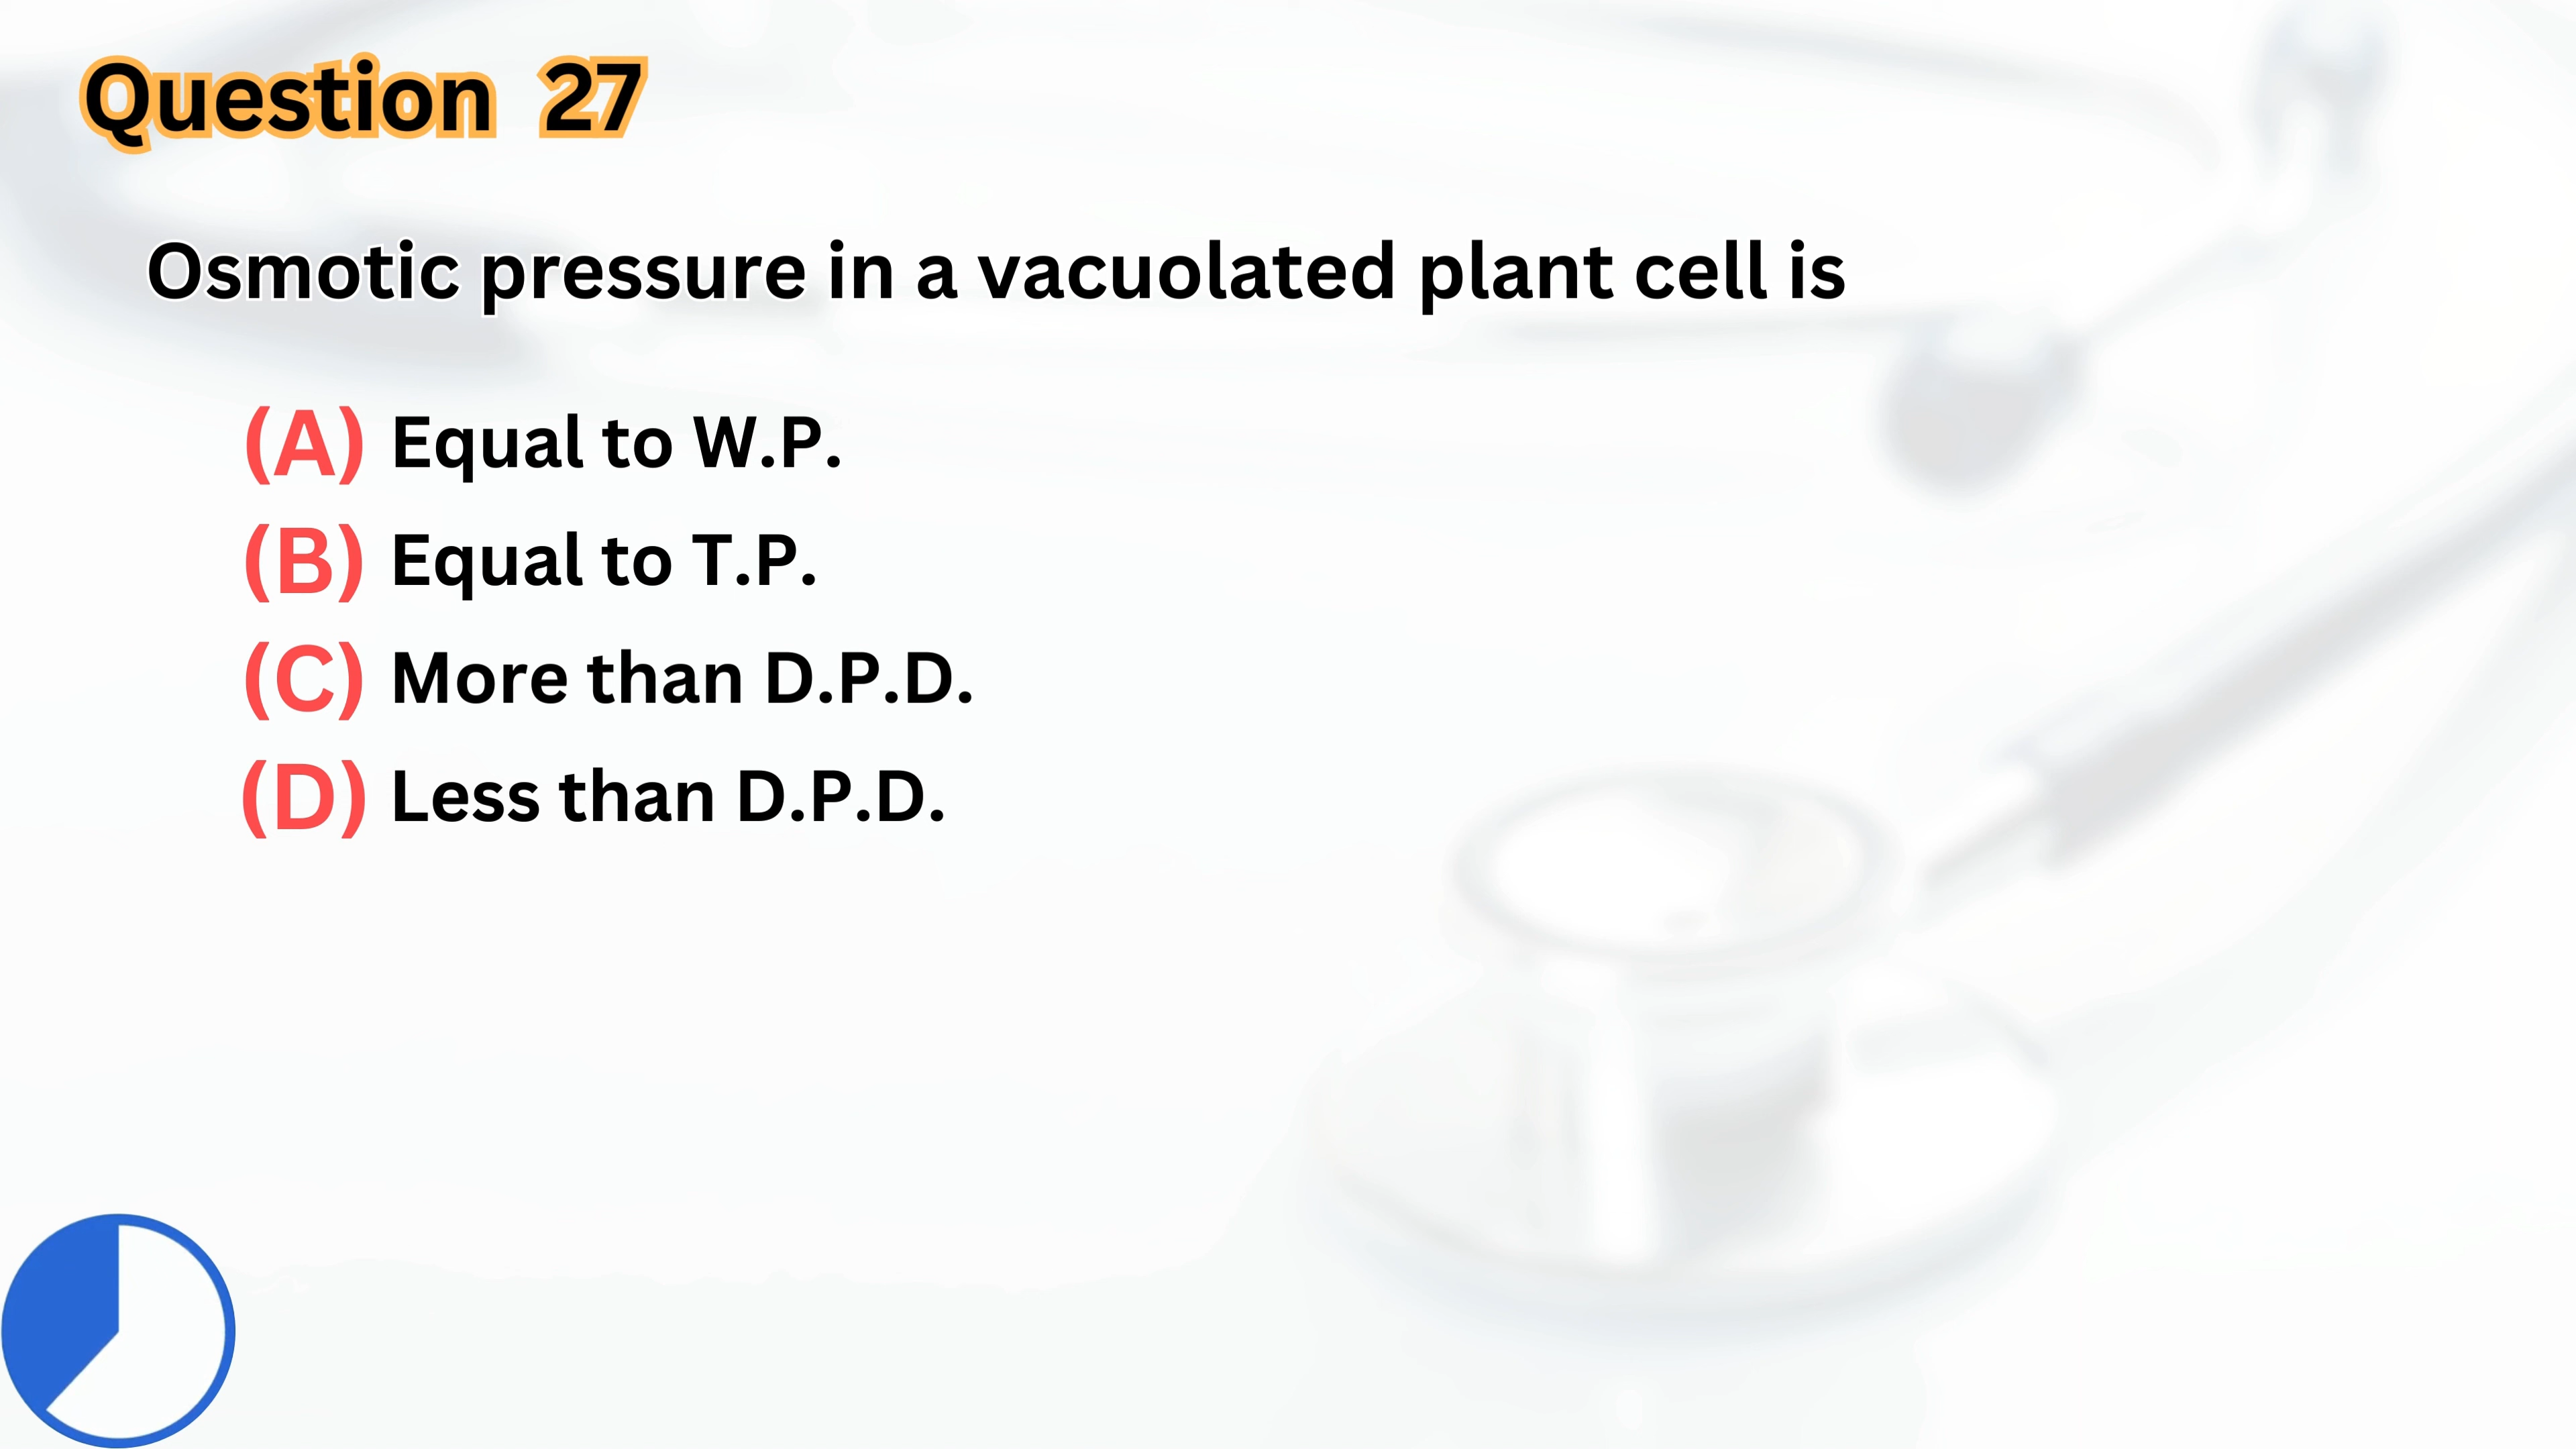 Question 27
Osmotic pressure in a vacuolated plant cell is
(A) Equal to W.P.
(B) Equal to T.P.
(C) More than D.P.D.
(D) Less than D.P.D.